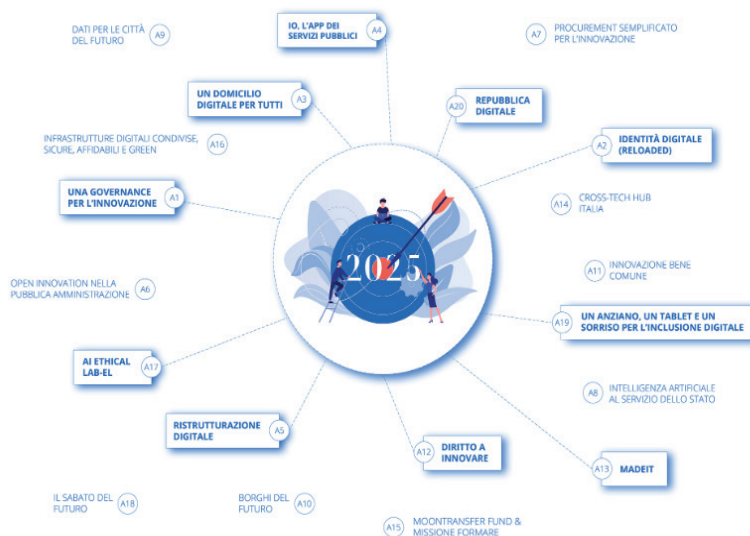 IO, L'APP DEI
SERVIZI PUBBLICI
A4
DATI PER LE CITTÀ
DEL FUTURO
A9
A7
PROCUREMENT SEMPLIFICATO
PER L'INNOVAZIONE
UN DOMICILIO
DIGITALE PER TUTTI
A3
A20
REPUBBLICA
DIGITALE
INFRASTRUTTURE DIGITALI CONDIVISE,
SICURE, AFFIDABILI E GREEN
A16
A2
IDENTITÀ DIGITALE
(RELOADED)
UNA GOVERNANCE
PER L'INNOVAZIONE
A1
A14
CROSS-TECH HUB
ITALIA
2025
A11
INNOVAZIONE BENE
COMUNE
OPEN INNOVATION NELLA
PUBBLICA AMMINISTRAZIONE
A6
A19
UN ANZIANO, UN TABLET E UN
SORRISO PER L'INCLUSIONE DIGITALE
AI ETHICAL
LAB-EL
A17
A8
INTELLIGENZA ARTIFICIALE
AL SERVIZIO DELLO STATO
RISTRUTTURAZIONE
DIGITALE
A5
A12
DIRITTO A
INNOVARE
A13
MADEIT
IL SABATO DEL
FUTURO
A18
BORGHI DEL
FUTURO
A10
A15
MOONTRANSFER FUND &
MISSIONE FORMARE